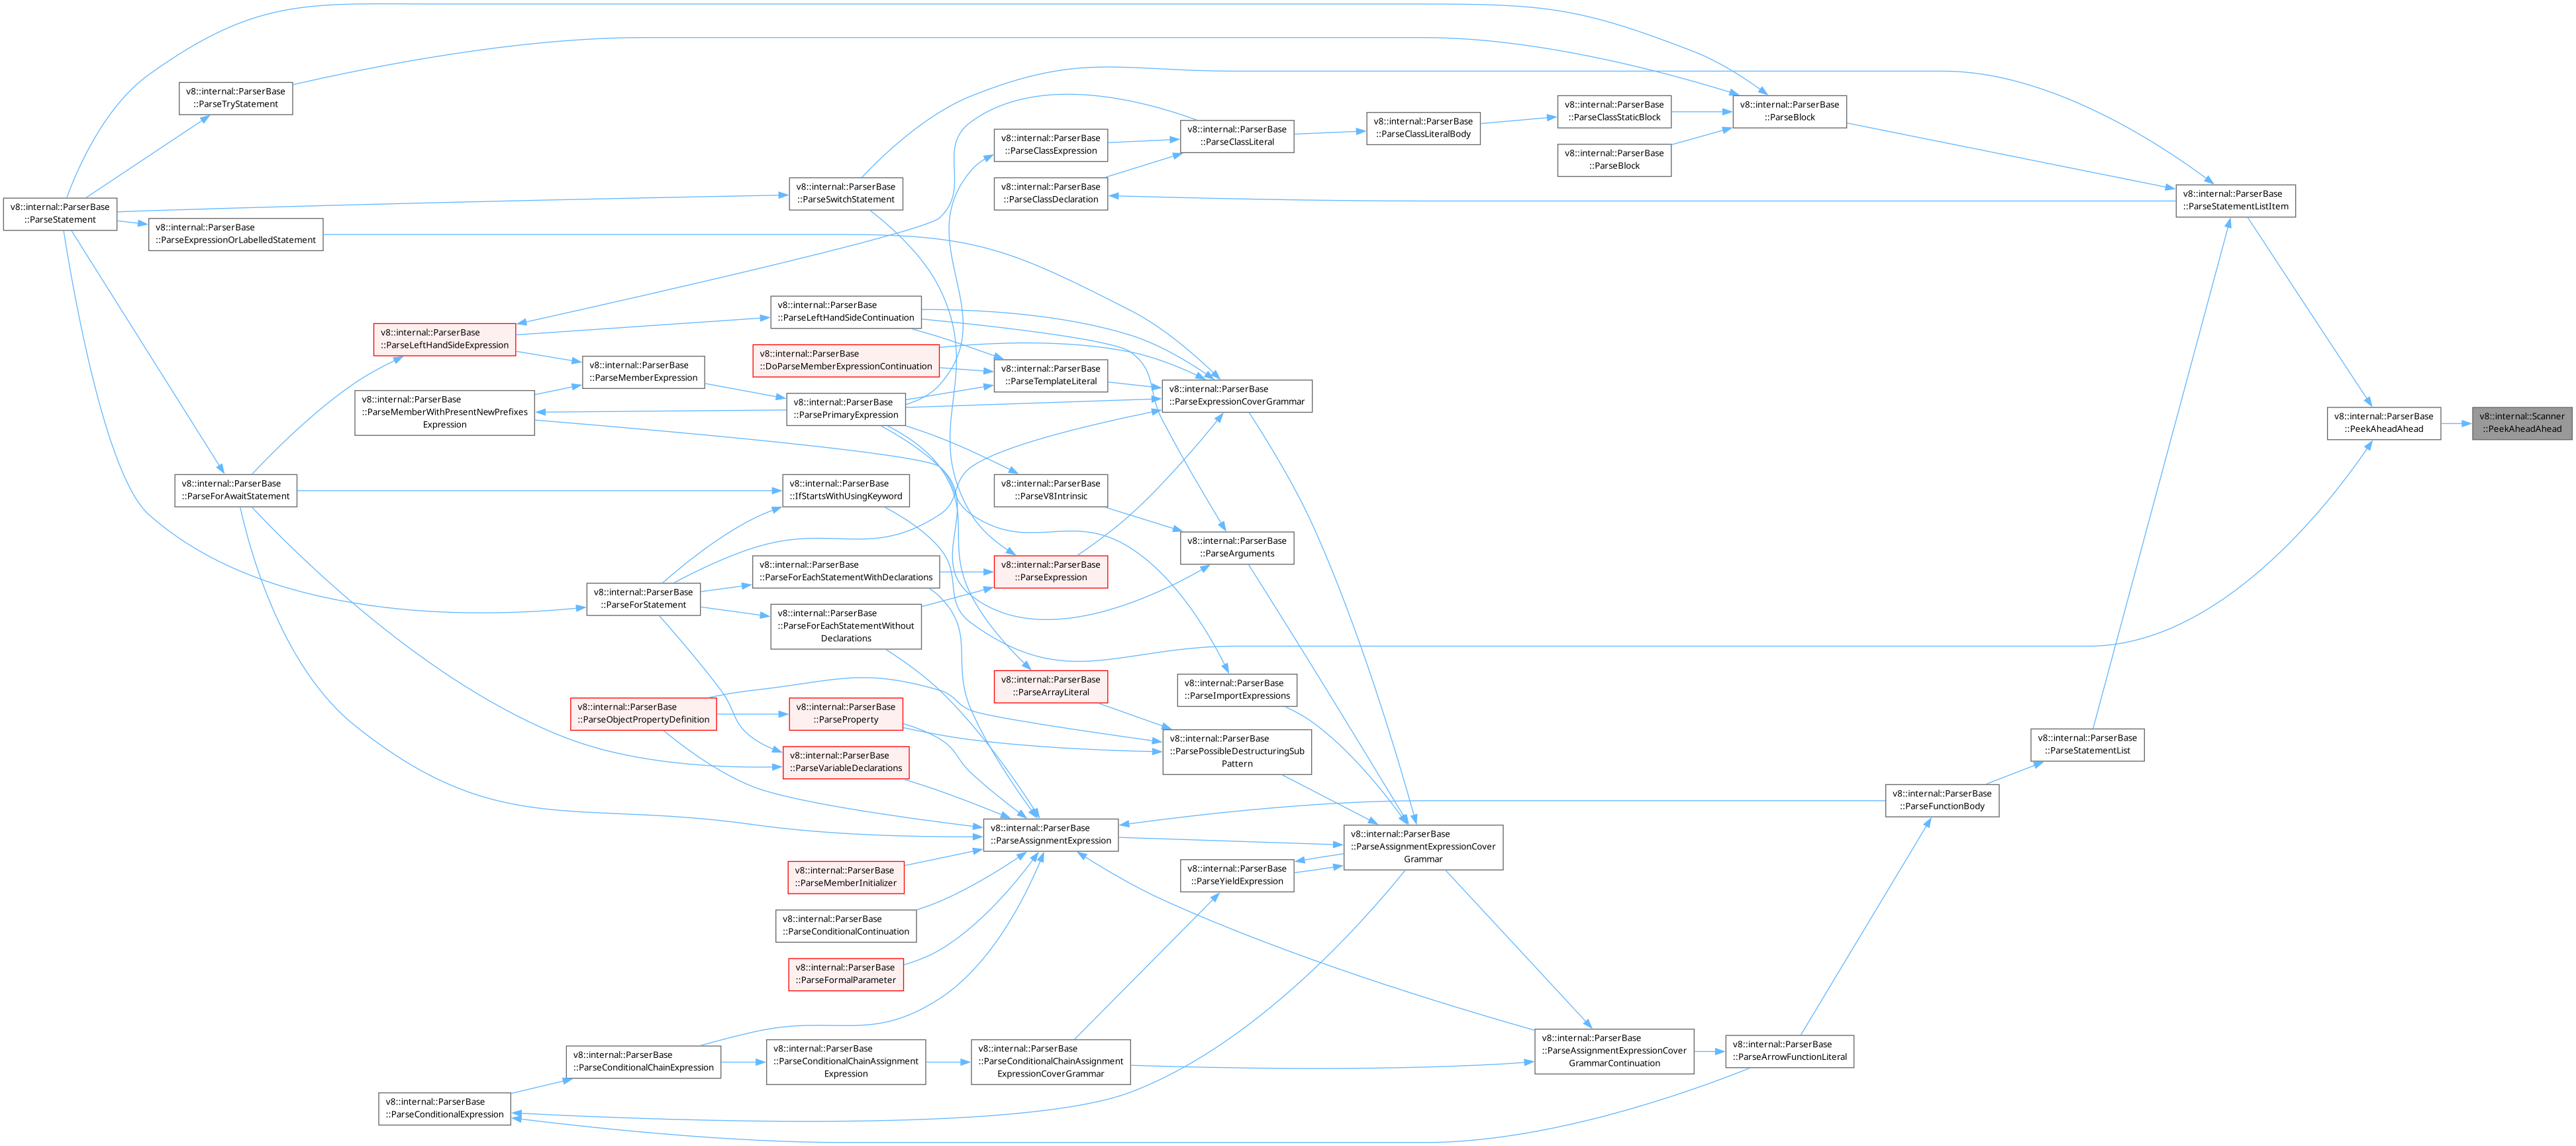 v8::internal::ParserBase
::ParseTryStatement
v8::internal::ParserBase
::ParseStatement
v8::internal::ParserBase
::ParseExpressionOrLabelledStatement
v8::internal::ParserBase
::ParseLeftHandSideExpression
v8::internal::ParserBase
::ParseMemberWithPresentNewPrefixes
Expression
v8::internal::ParserBase
::ParseForAwaitStatement
v8::internal::ParserBase
::ParseMemberExpression
v8::internal::ParserBase
::ParseForStatement
v8::internal::ParserBase
::ParseObjectPropertyDefinition
v8::internal::ParserBase
::ParseConditionalChainExpression
v8::internal::ParserBase
::ParseConditionalExpression
v8::internal::ParserBase
::ParseSwitchStatement
v8::internal::ParserBase
::ParseLeftHandSideContinuation
v8::internal::ParserBase
::DoParseMemberExpressionContinuation
v8::internal::ParserBase
::ParsePrimaryExpression
v8::internal::ParserBase
::IfStartsWithUsingKeyword
v8::internal::ParserBase
::ParseForEachStatementWithDeclarations
v8::internal::ParserBase
::ParseForEachStatementWithout
Declarations
v8::internal::ParserBase
::ParseProperty
v8::internal::ParserBase
::ParseVariableDeclarations
v8::internal::ParserBase
::ParseMemberInitializer
v8::internal::ParserBase
::ParseConditionalContinuation
v8::internal::ParserBase
::ParseFormalParameter
v8::internal::ParserBase
::ParseConditionalChainAssignment
Expression
v8::internal::ParserBase
::ParseClassExpression
v8::internal::ParserBase
::ParseClassDeclaration
v8::internal::ParserBase
::ParseTemplateLiteral
v8::internal::ParserBase
::ParseV8Intrinsic
v8::internal::ParserBase
::ParseExpression
v8::internal::ParserBase
::ParseArrayLiteral
v8::internal::ParserBase
::ParseAssignmentExpression
v8::internal::ParserBase
::ParseConditionalChainAssignment
ExpressionCoverGrammar
v8::internal::ParserBase
::ParseClassLiteral
v8::internal::ParserBase
::ParseExpressionCoverGrammar
v8::internal::ParserBase
::ParseArguments
v8::internal::ParserBase
::ParseImportExpressions
v8::internal::ParserBase
::ParsePossibleDestructuringSub
Pattern
v8::internal::ParserBase
::ParseYieldExpression
v8::internal::ParserBase
::ParseClassLiteralBody
v8::internal::ParserBase
::ParseAssignmentExpressionCover
Grammar
v8::internal::ParserBase
::ParseClassStaticBlock
v8::internal::ParserBase
::ParseBlock
v8::internal::ParserBase
::ParseAssignmentExpressionCover
GrammarContinuation
v8::internal::ParserBase
::ParseBlock
v8::internal::ParserBase
::ParseArrowFunctionLiteral
v8::internal::ParserBase
::ParseFunctionBody
v8::internal::ParserBase
::ParseStatementList
v8::internal::ParserBase
::ParseStatementListItem
v8::internal::ParserBase
::PeekAheadAhead
v8::internal::Scanner
::PeekAheadAhead